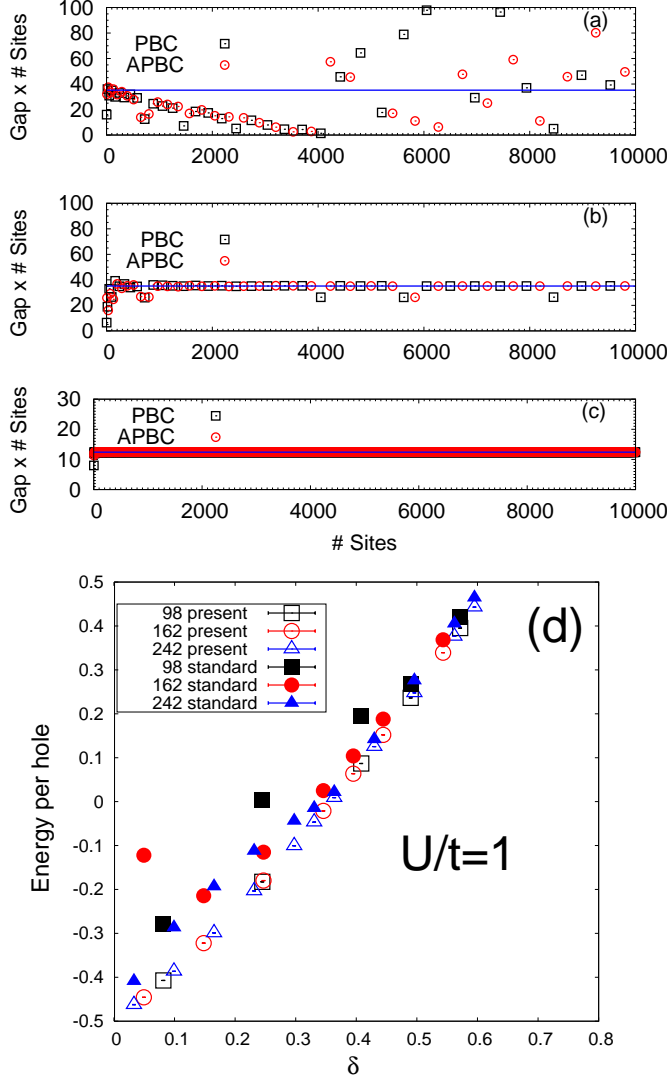 (a)
PBC
APBC
Gap x # Sites
100
80
60
40
20
0
0 2000 4000 6000 8000 10000
(b)
PBC
APBC
Gap x # Sites
100
80
60
40
20
0
0 2000 4000 6000 8000 10000
(c)
PBC
APBC
Gap x # Sites
30
20
10
0
0 2000 4000 6000 8000 10000
# Sites
(d)
98 present
162 present
242 present
98 standard
162 standard
242 standard
U/t=1
Energy per hole
0.5
0.4
0.3
0.2
0.1
0
-0.1
-0.2
-0.3
-0.4
-0.5
0 0.1 0.2 0.3 0.4 0.5 0.6 0.7 0.8
δ